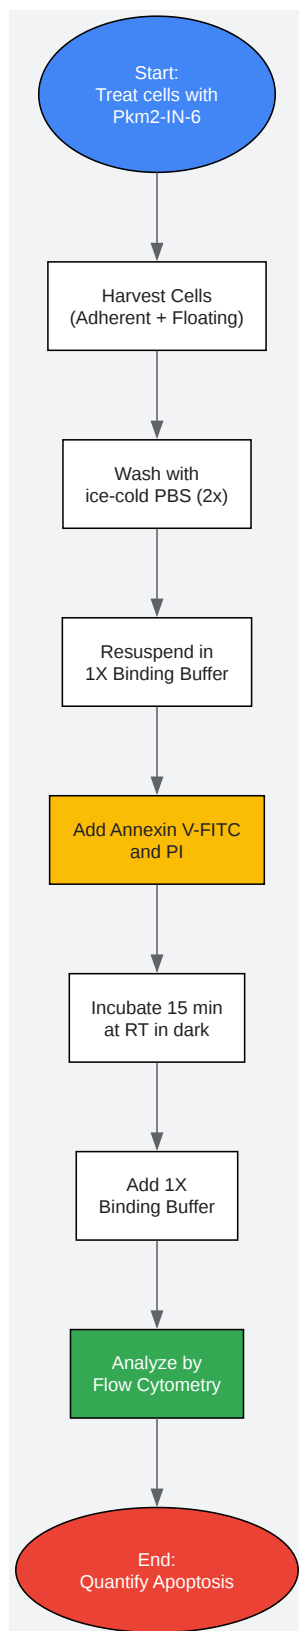 Start:
Treat cells with
Pkm2-IN-6
Harvest Cells
(Adherent + Floating)
Wash with
ice-cold PBS (2x)
Resuspend in
1X Binding Buffer
Add Annexin V-FITC
and PI
Incubate 15 min
at RT in dark
Add 1X
Binding Buffer
Analyze by
Flow Cytometry
End:
Quantify Apoptosis